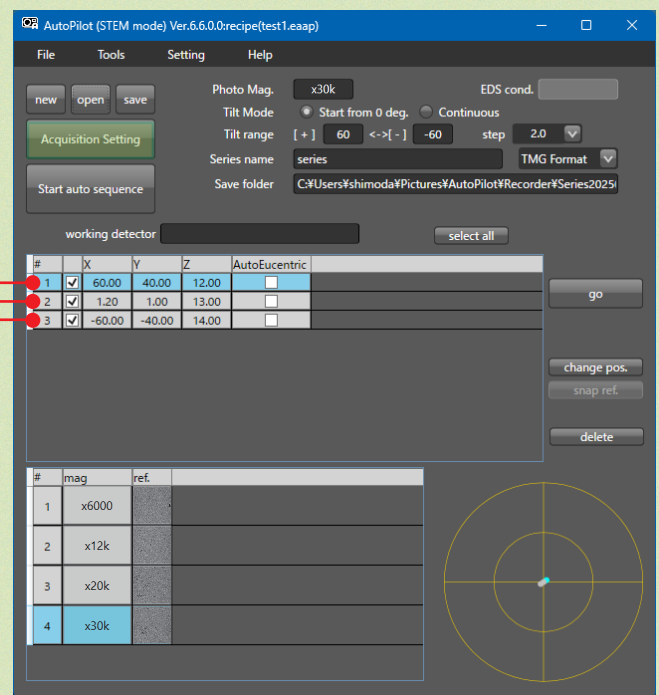 AutoPilot (STEM mode) Ver.6.6.0.0:recipe(test1.eaap)
File Tools Setting Help
new open save
Photo Mag. x30k EDS cond.
Tilt Mode Start from 0 deg. Continuous
Acquisition Setting
Tilt range [ + ] 60 <->[ - ] -60 step 2.0
Series name series TMG Format
Start auto sequence
Save folder C:¥Users¥shimoda¥Pictures¥AutoPilot¥Recorder¥Series2025
working detector select all
# X Y Z AutoEucentric
1 60.00 40.00 12.00
2 1.20 1.00 13.00
3 -60.00 -40.00 14.00
go
change pos.
snap ref.
delete
# mag ref.
1 x6000
2 x12k
3 x20k
4 x30k